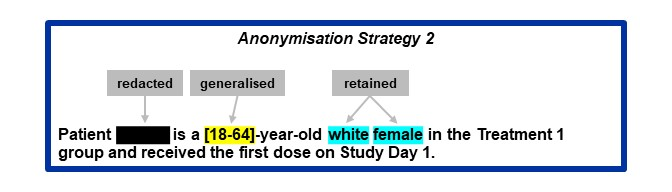 Anonymisation Strategy 2
redacted generalised retained
Patient is a [18-64]-year-old white female in the Treatment 1
group and received the first dose on Study Day 1.